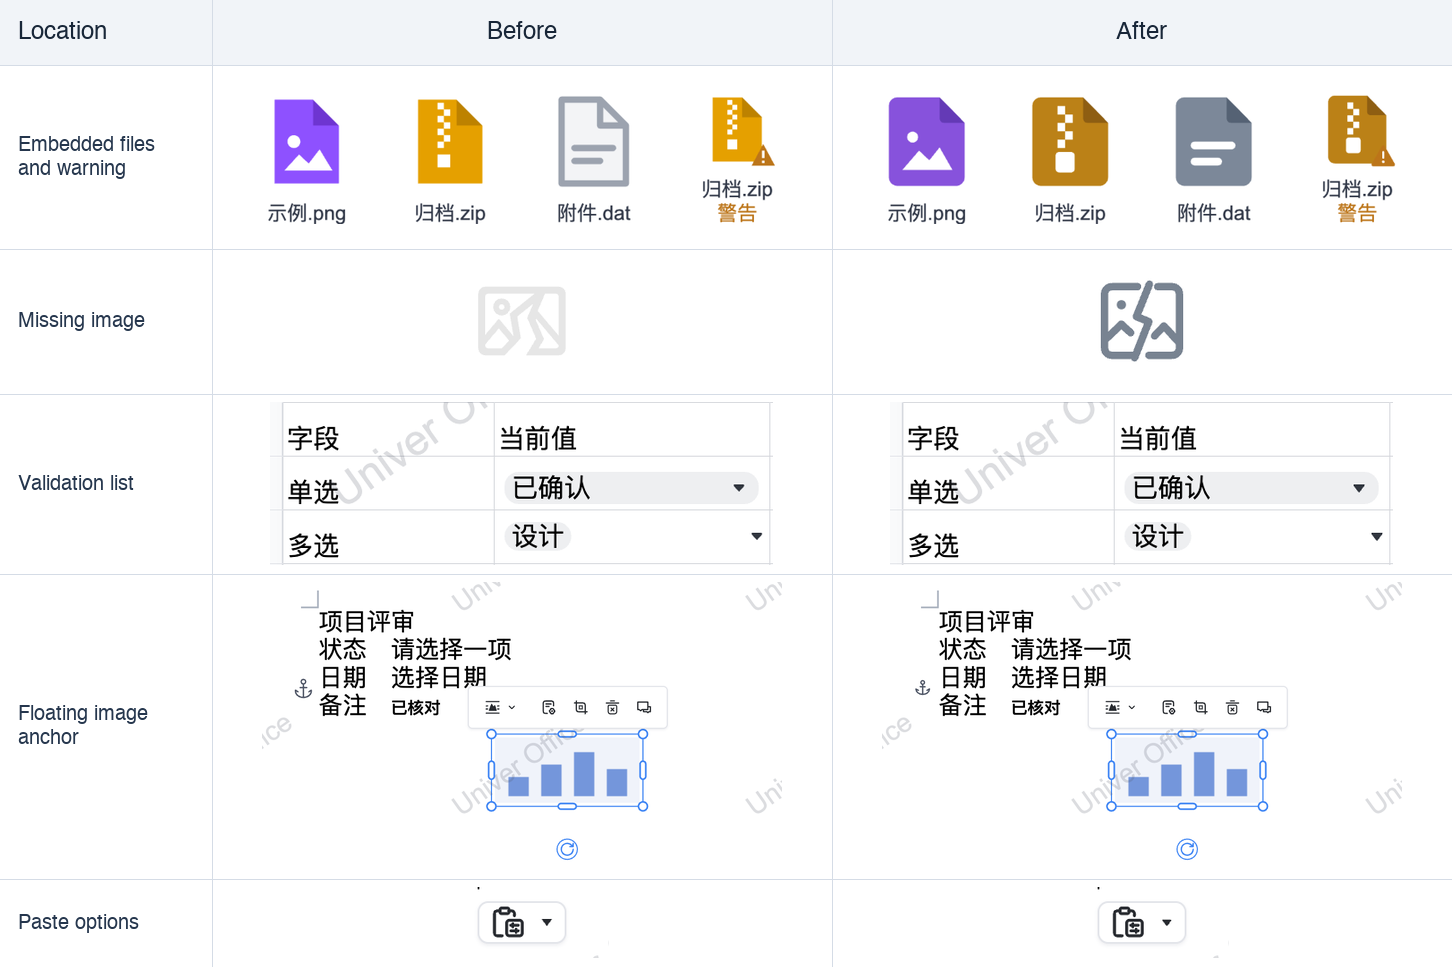 Location
Before
After
Embedded files
and warning
示例.png
归档.zip
附件.dat
归档.zip
警告
示例.png
归档.zip
附件.dat
归档.zip
警告
Missing image
Validation list
字段
当前值
单选
已确认
多选
设计
Univer
字段
当前值
单选
已确认
多选
设计
Univer
Floating image
anchor
项目评审
状态 请选择一项
日期 选择日期
备注 已核对
Univer Office
项目评审
状态 请选择一项
日期 选择日期
备注 已核对
Univer Office
Paste options